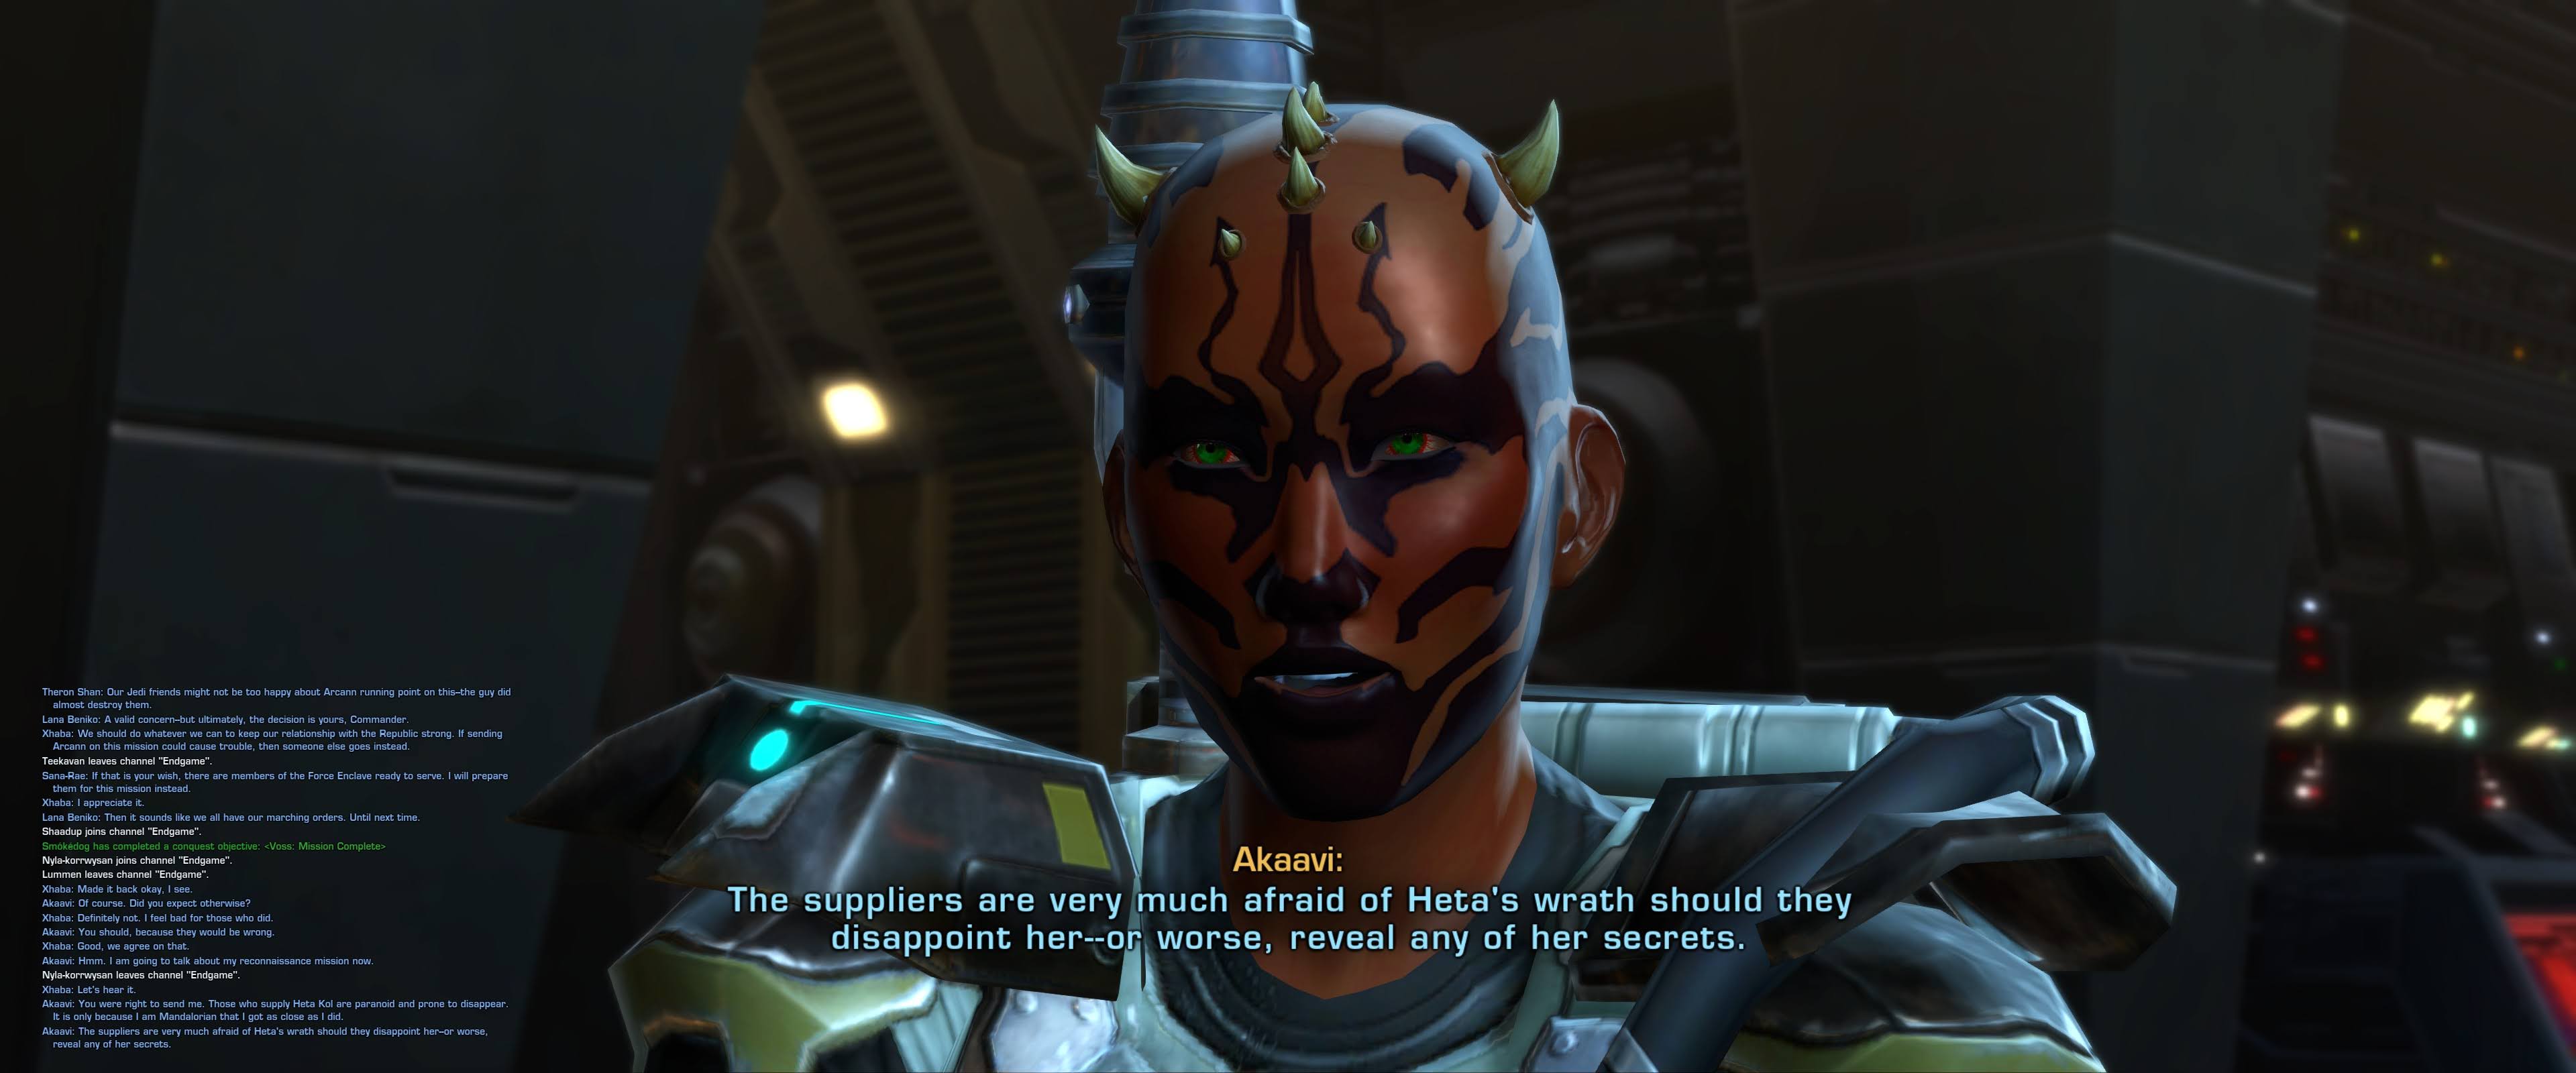 Theron Shan: Our Jedi friends might not be too happy about Arcann running point on this--the guy did
almost destroy them.
Lana Beniko: A valid concern--but ultimately, the decision is yours, Commander.
Xhaba: We should do whatever we can to keep our relationship with the Republic strong. If sending
Arcann on this mission could cause trouble, then someone else goes instead.
Teekavan leaves channel "Endgame".
Sana-Rae: If that is your wish, there are members of the Force Enclave ready to serve. I will prepare
them for this mission instead.
Xhaba: I appreciate it.
Lana Beniko: Then it sounds like we all have our marching orders. Until next time.
Shaadup joins channel "Endgame".
Smókëdog has completed a conquest objective: <Voss: Mission Complete>
Nyla-korrwysan joins channel "Endgame".
Lummen leaves channel "Endgame".
Xhaba: Made it back okay, I see.
Akaavi: Of course. Did you expect otherwise?
Xhaba: Definitely not. I feel bad for those who did.
Akaavi: You should, because they would be wrong.
Xhaba: Good, we agree on that.
Akaavi: Hmm. I am going to talk about my reconnaissance mission now.
Nyla-korrwysan leaves channel "Endgame".
Xhaba: Let's hear it.
Akaavi: You were right to send me. Those who supply Heta Kol are paranoid and prone to disappear.
It is only because I am Mandalorian that I got as close as I did.
Akaavi: The suppliers are very much afraid of Heta's wrath should they disappoint her--or worse,
reveal any of her secrets.
Akaavi:
The suppliers are very much afraid of Heta's wrath should they
disappoint her--or worse, reveal any of her secrets.